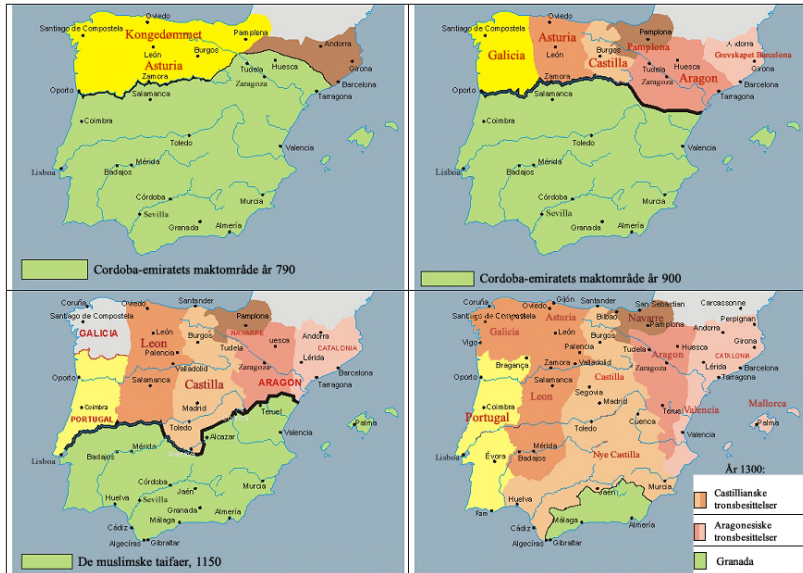 Oviedo
Santiago de Compostela
Kongedømmet
Pamplona
Andorra
León
Burgos
Asturia
Girona
Tudela
Huesca
Zamora
Zaragoza
Barcelona
Oporto
Salamanca
Tarragona
Coimbra
Toledo
Valencia
Mérida
Lisboa
Badajos
Córdoba
Murcia
Sevilla
Granada
Almería
Cordoba-emiratets maktområde år 790
Oviedo
Santiago de Compostela
Asturia
Pamplona
Andorra
Galicia
León
Burgos
Pamplona
Grevskapet Barcelona
Castilla
Huesca
Girona
Tudela
Zamora
Zaragoza
Aragon
Barcelona
Oporto
Salamanca
Tarragona
Coimbra
Toledo
Valencia
Mérida
Lisboa
Badajos
Córdoba
Murcia
Sevilla
Granada
Almería
Cordoba-emiratets maktområde år 900
Coruña
Santander
Oviedo
Santiago de Compostela
Pamplona
GALICIA
León
NAVARRE
Andorra
Leon
Burgos
uesca
CATALONIA
Palencia
Tudela
Lérida
Valladolid
Zaragoza
Barcelona
Oporto
Salamanca
Castilla
ARAGON
Tarragona
Coimbra
Madrid
Teruel
PORTUGAL
Toledo
Palma
Alcazar
Valencia
Mérida
Lisboa
Badajos
Córdoba
Jaén
Murcia
Huelva
Sevilla
Granada
Cádiz
Málaga
Almería
Algeciras
Gibraltar
De muslimske taifaer, 1150
Coruña
Gijón
San Sebastian
Carcassonne
Santiago de Compostela
Oviedo
Asturia
Bilbao
Navarre
Perpignan
Galicia
Pamplona
Andorra
Vigo
León
Burgos
Huesca
Girona
Palencia
Tudela
Aragon
CATALONIA
Bragança
Zamora
Valladolid
Zaragoza
Lérida
Oporto
Castilla
Barcelona
Salamanca
Tarragona
Segovia
Leon
Madrid
Mallorca
Coimbra
Teruel
Valencia
Portugal
Toledo
Cuenca
Palma
Valencia
Mérida
Nye Castilla
Lisboa
Évora
Badajos
År 1300:
Jaén
Murcia
Castillianske
tronsbesittelser
Huelva
Faro
Cádiz
Málaga
Almería
Aragonesiske
tronsbesittelser
Algeciras
Gibraltar
Granada